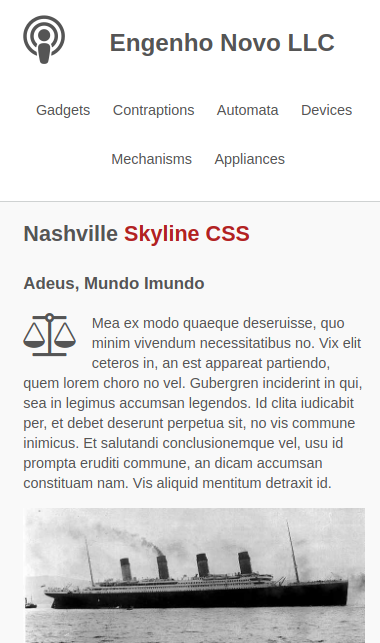 Engenho Novo LLC
Gadgets Contraptions Automata Devices
Mechanisms Appliances
Nashville Skyline CSS
Adeus, Mundo Imundo
Mea ex modo quaeque deseruisse, quo
minim vivendum necessitatibus no. Vix elit
ceteros in, an est appareat partiendo,
quem lorem choro no vel. Gubergren inciderint in qui,
sea in legimus accumsan legendos. Id clita iudicabit
per, et debet deserunt perpetua sit, no vis commune
inimicus. Et salutandi conclusionemque vel, usu id
prompta eruditi commune, an dicam accumsan
constituam nam. Vis aliquid mentitum detraxit id.